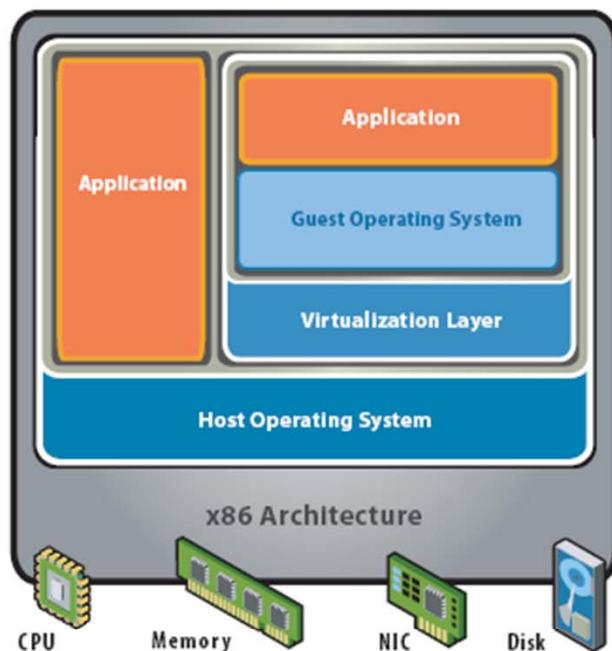 Application
Application
Guest Operating System
Virtualization Layer
Host Operating System
x86 Architecture
CPU
Memory
NIC
Disk